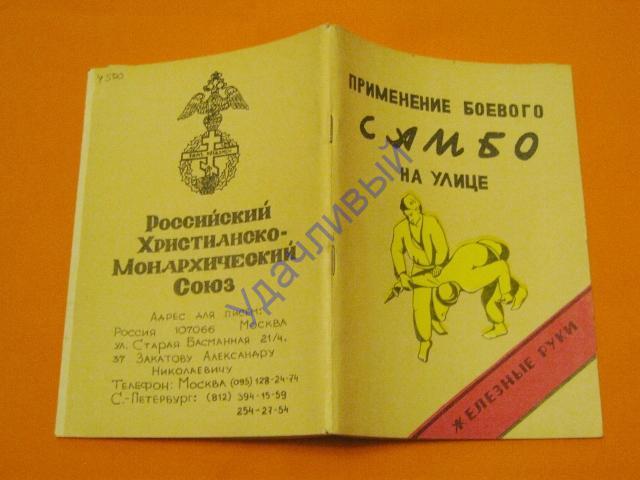 У500
Российский
Христианско-
Монархический
Союз
Адрес для писем:
Россия 107066 Москва
ул. Старая Басманная 21/4.
37 Закатову Александру
Николаевичу
Телефон: Москва (095) 128-24-74
С.-Петербург: (812) 394-15-59
254-27-54
ПРИМЕНЕНИЕ БОЕВОГО
САМБО
НА УЛИЦЕ
ЖЕЛЕЗНЫЕ РУКИ
Удачливый